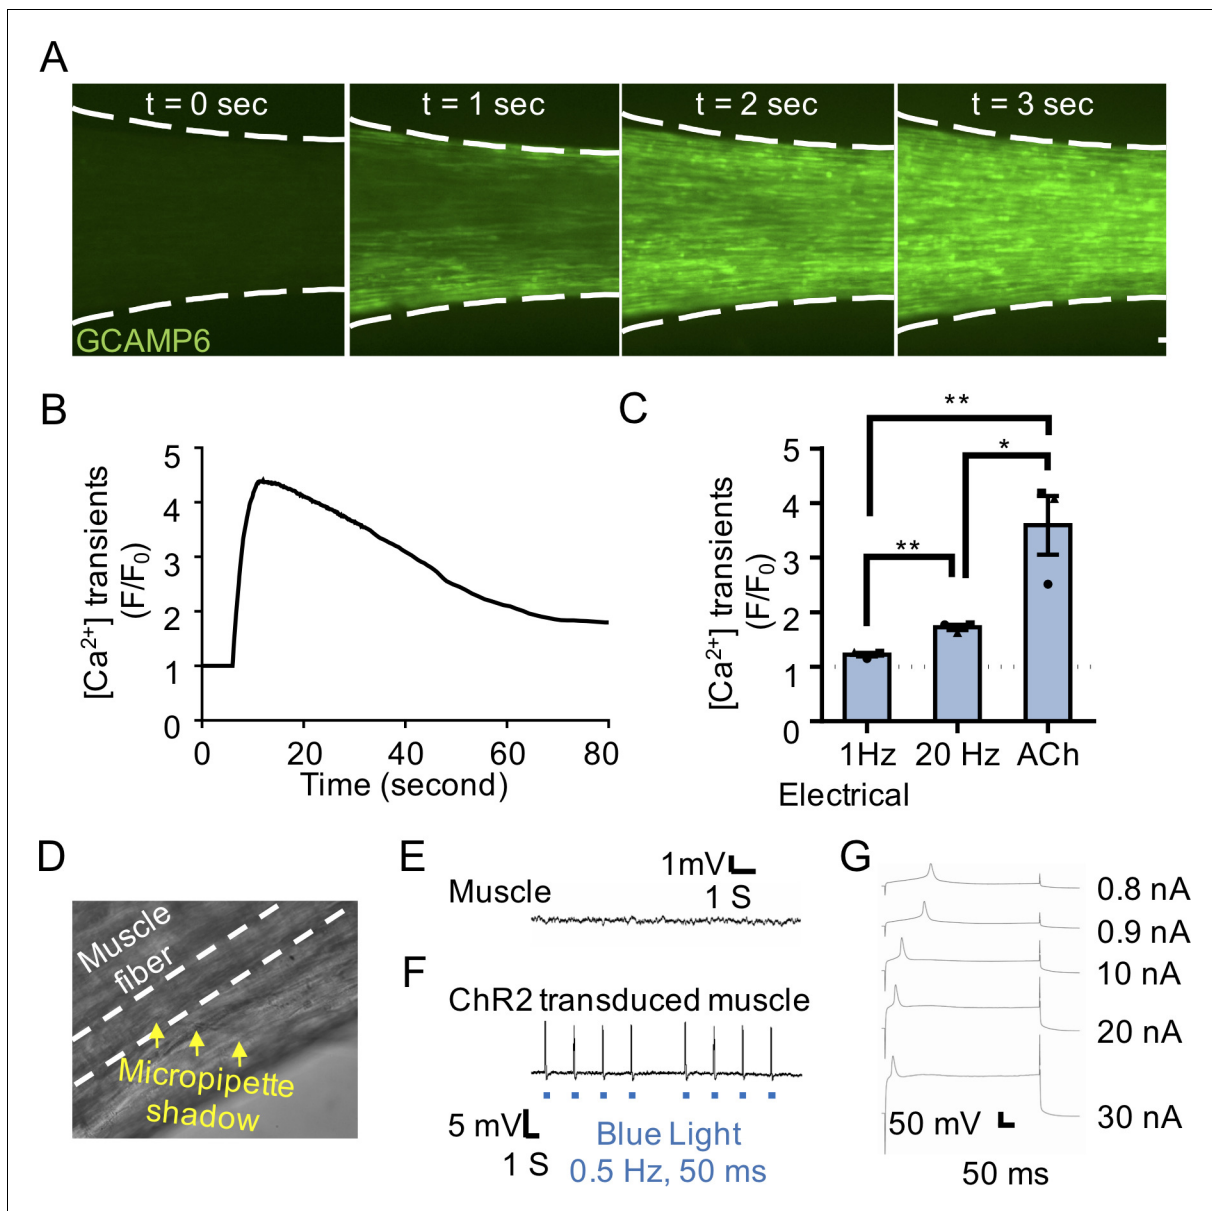 A
t = 0 sec
t = 1 sec
t = 2 sec
t = 3 sec
GCAMP6
B
[Ca²⁺] transients
(F/F₀)
5
4
3
2
1
0
0
20
40
60
80
Time (second)
C
[Ca²⁺] transients
(F/F₀)
5
4
3
2
1
0
**
*
**
1Hz
20 Hz
ACh
Electrical
D
Muscle
fiber
Micropipette
shadow
E
1mV
1 S
Muscle
F
ChR2 transduced muscle
5 mV
1 S
Blue Light
0.5 Hz, 50 ms
G
0.8 nA
0.9 nA
10 nA
20 nA
30 nA
50 mV
50 ms